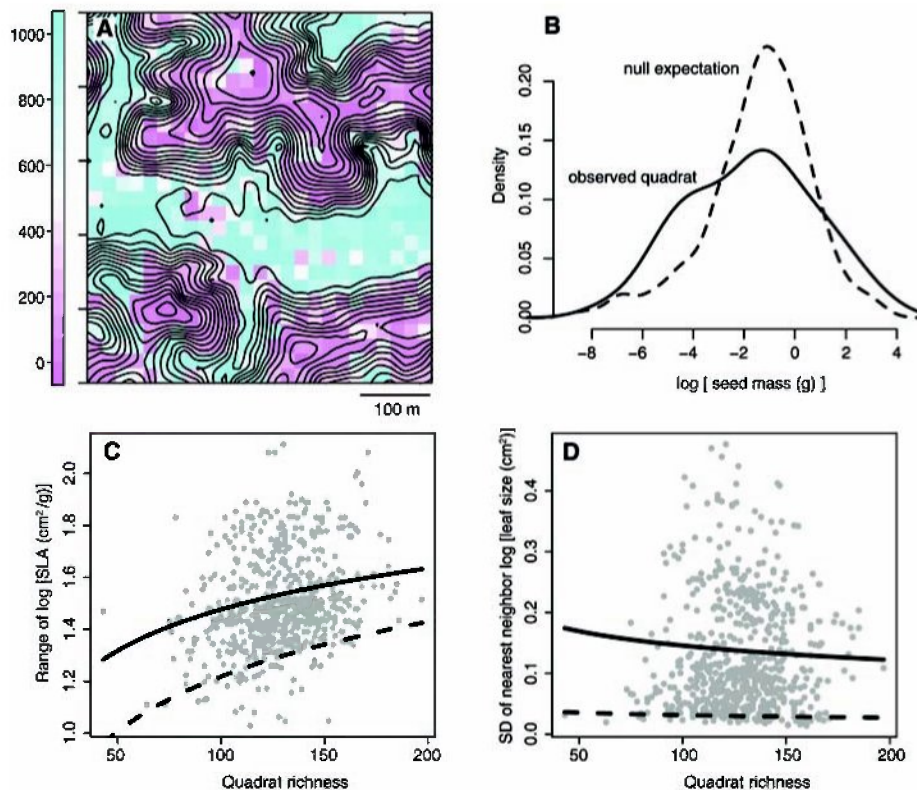 A
1000
800
600
400
200
0
100 m
B
null expectation
observed quadrat
Density
0.20
0.15
0.10
0.05
0.00
-8 -6 -4 -2 0 2 4
log [ seed mass (g) ]
C
Range of log [SLA (cm²/g)]
2.0
1.8
1.6
1.4
1.2
1.0
50 100 150 200
Quadrat richness
D
SD of nearest neighbor log [leaf size (cm²)]
0.4
0.3
0.2
0.1
0.0
50 100 150 200
Quadrat richness